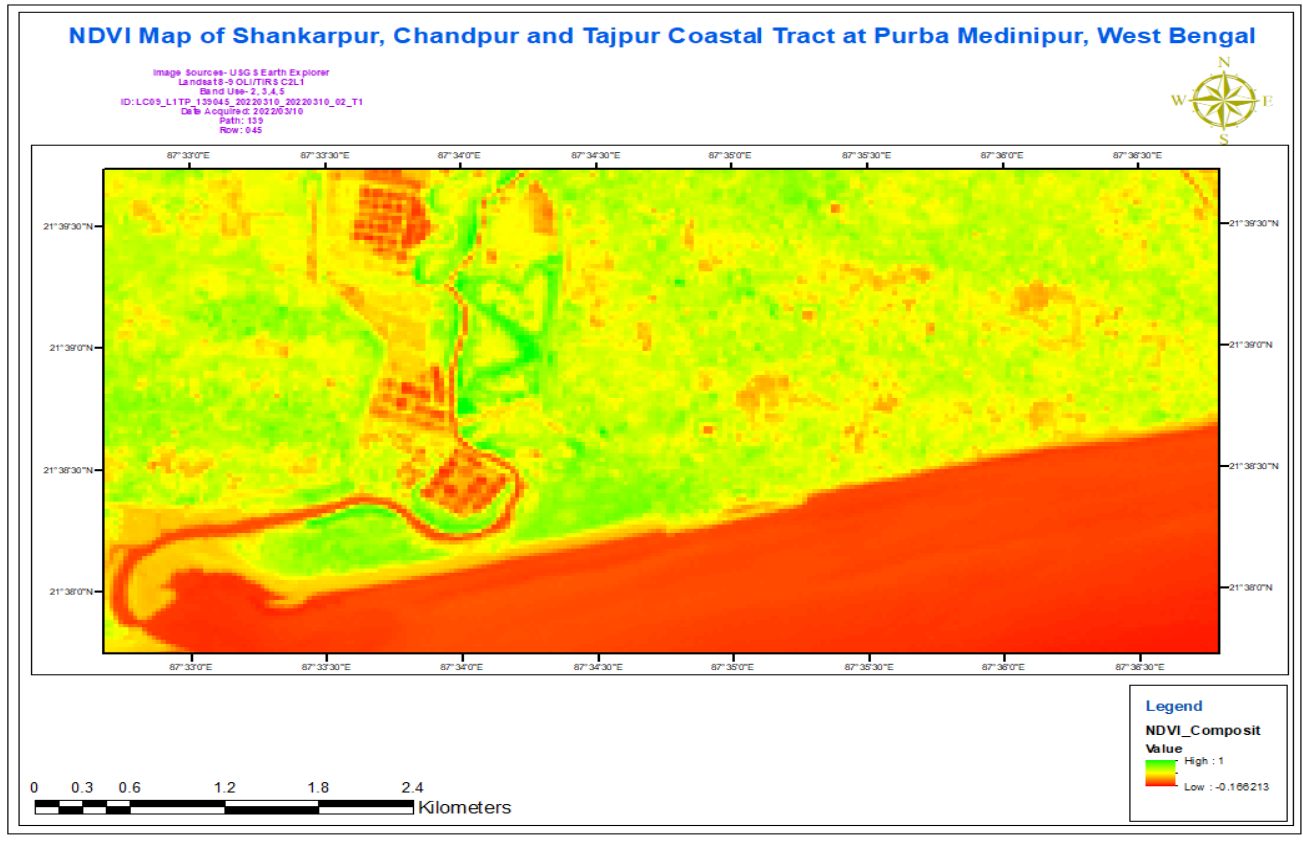 NDVI Map of Shankarpur, Chandpur and Tajpur Coastal Tract at Purba Medinipur, West Bengal
Image Sources- USGS Earth Explorer
Landsat 8-9 OLI/TIRS C2L1
Band Use- 2, 3,4,5
ID: LC09_L1TP_139045_20220310_20220310_02_T1
Date Acquired: 2022/03/10
Path: 139
Row: 045
N
W E
S
87°33'0"E 87°33'30"E 87°34'0"E 87°34'30"E 87°35'0"E 87°35'30"E 87°36'0"E 87°36'30"E
21°39'30"N 21°39'30"N
21°39'0"N 21°39'0"N
21°38'30"N 21°38'30"N
21°38'0"N 21°38'0"N
87°33'0"E 87°33'30"E 87°34'0"E 87°34'30"E 87°35'0"E 87°35'30"E 87°36'0"E 87°36'30"E
Legend
NDVI_Composit
Value
High : 1
Low : -0.166213
0 0.3 0.6 1.2 1.8 2.4
Kilometers